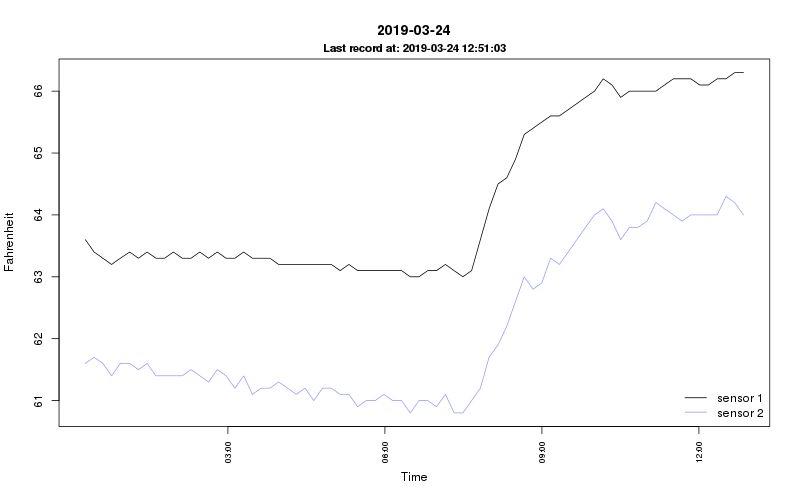 2019-03-24
Last record at: 2019-03-24 12:51:03
Fahrenheit
66
65
64
63
62
61
sensor 1
sensor 2
03:00
06:00
09:00
12:00
Time